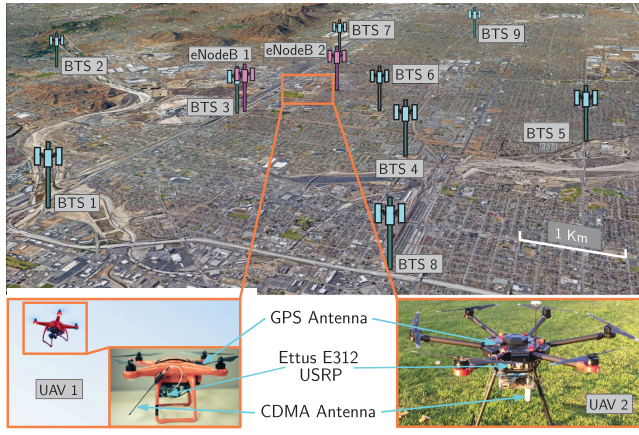 BTS 7
BTS 9
eNodeB 1
eNodeB 2
BTS 2
BTS 6
BTS 3
BTS 5
BTS 4
BTS 1
1 Km
BTS 8
GPS Antenna
Ettus E312
USRP
UAV 1
CDMA Antenna
UAV 2